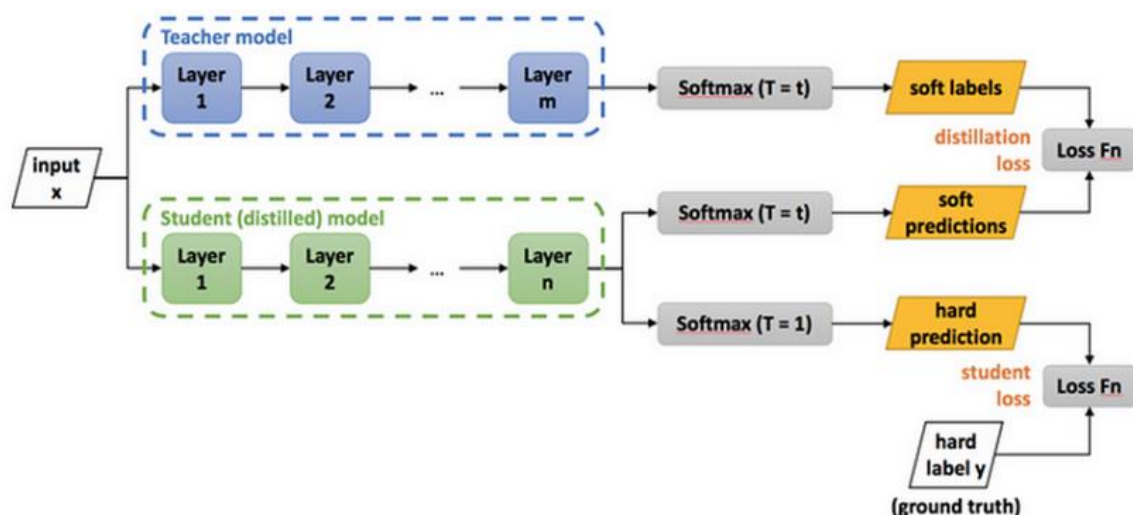 Teacher model
Layer
1
Layer
2
...
Layer
m
Softmax (T = t)
soft labels
distillation
loss
Loss Fn
input
x
Student (distilled) model
Layer
1
Layer
2
...
Layer
n
Softmax (T = t)
soft
predictions
Softmax (T = 1)
hard
prediction
student
loss
Loss Fn
hard
label y
(ground truth)